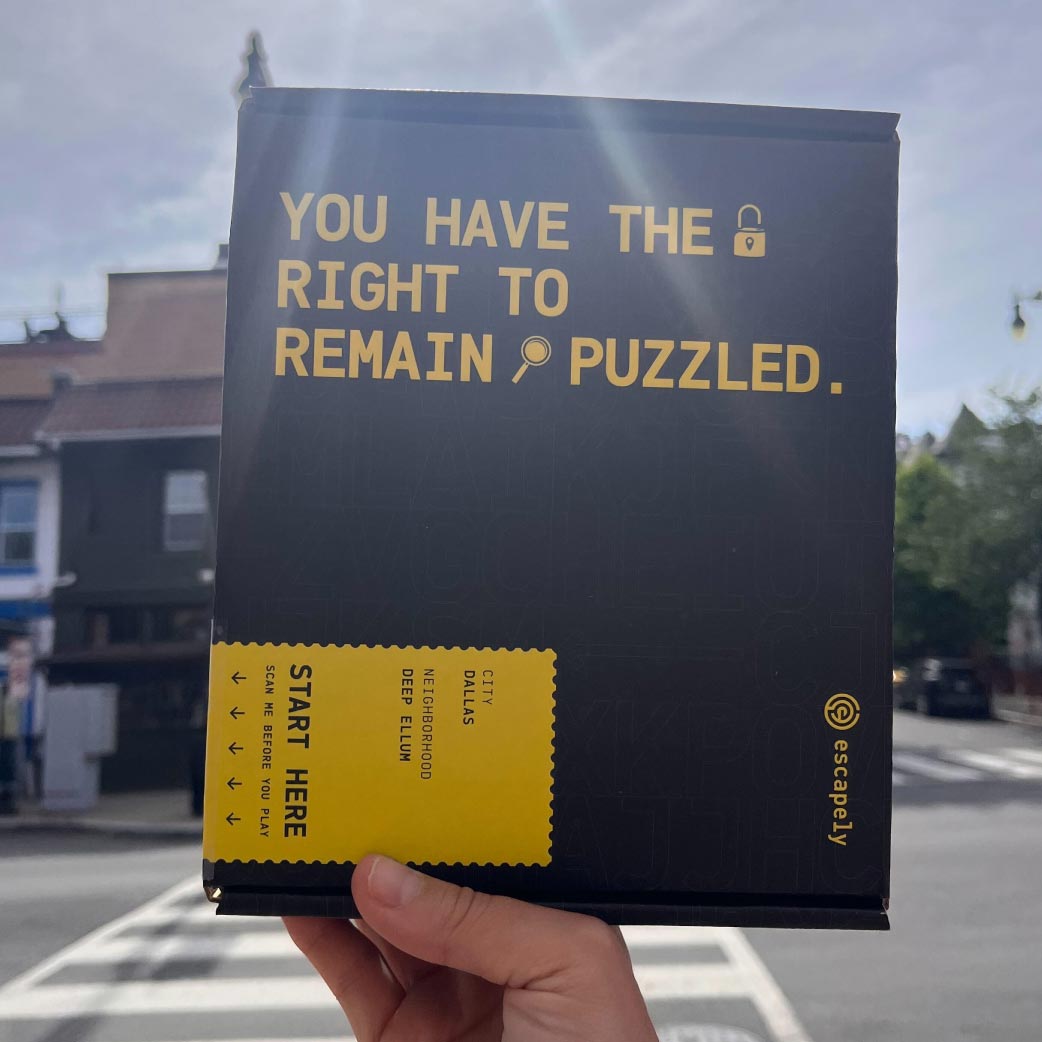 YOU HAVE THE
RIGHT TO
REMAIN PUZZLED.
CITY
DALLAS
NEIGHBORHOOD
DEEP ELLUM
START HERE
SCAN ME BEFORE YOU PLAY
↓ ↓ ↓ ↓ ↓
escapely